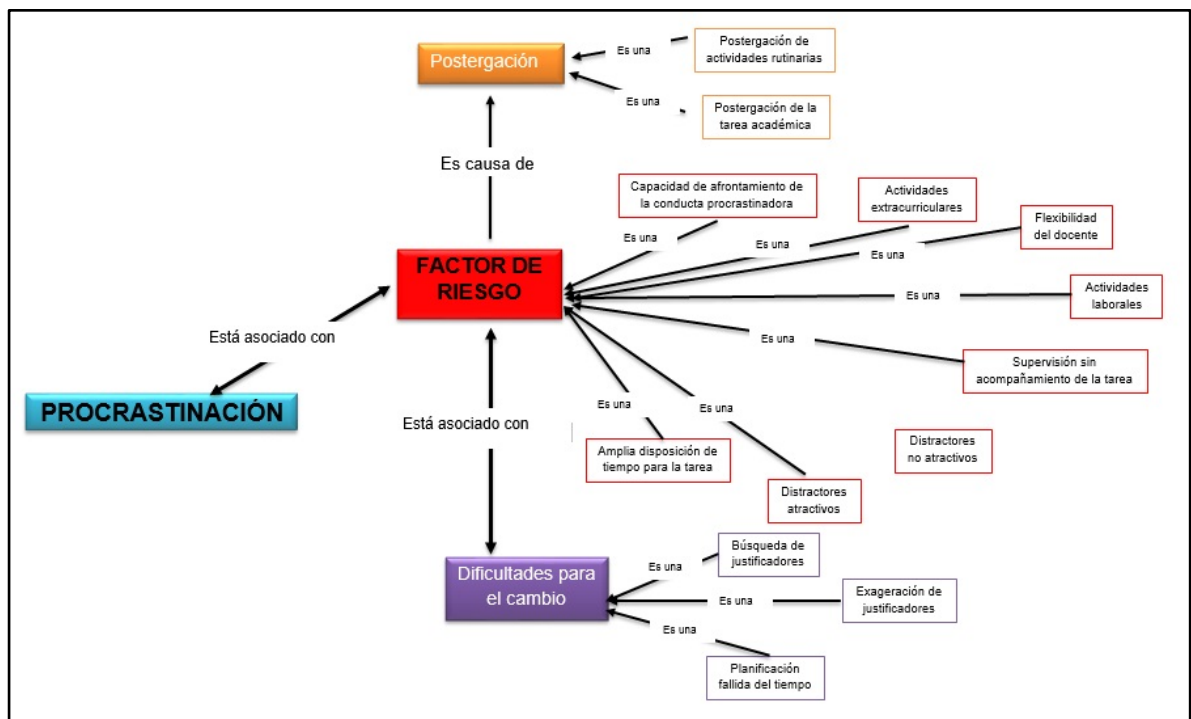 Postergación
Es una
Postergación de
actividades rutinarias
Es una
Postergación de la
tarea académica
Es causa de
Capacidad de afrontamiento de
la conducta procrastinadora
Actividades
extracurriculares
Flexibilidad
del docente
Es una
Es una
Es una
FACTOR DE
RIESGO
Es una
Actividades
laborales
Está asociado con
Es una
Supervisión sin
acompañamiento de la tarea
PROCRASTINACIÓN
Está asociado con
Es una
Es una
Amplia disposición de
tiempo para la tarea
Distractores
no atractivos
Distractores
atractivos
Dificultades para
el cambio
Es una
Búsqueda de
justificadores
Es una
Exageración de
justificadores
Es una
Planificación
fallida del tiempo